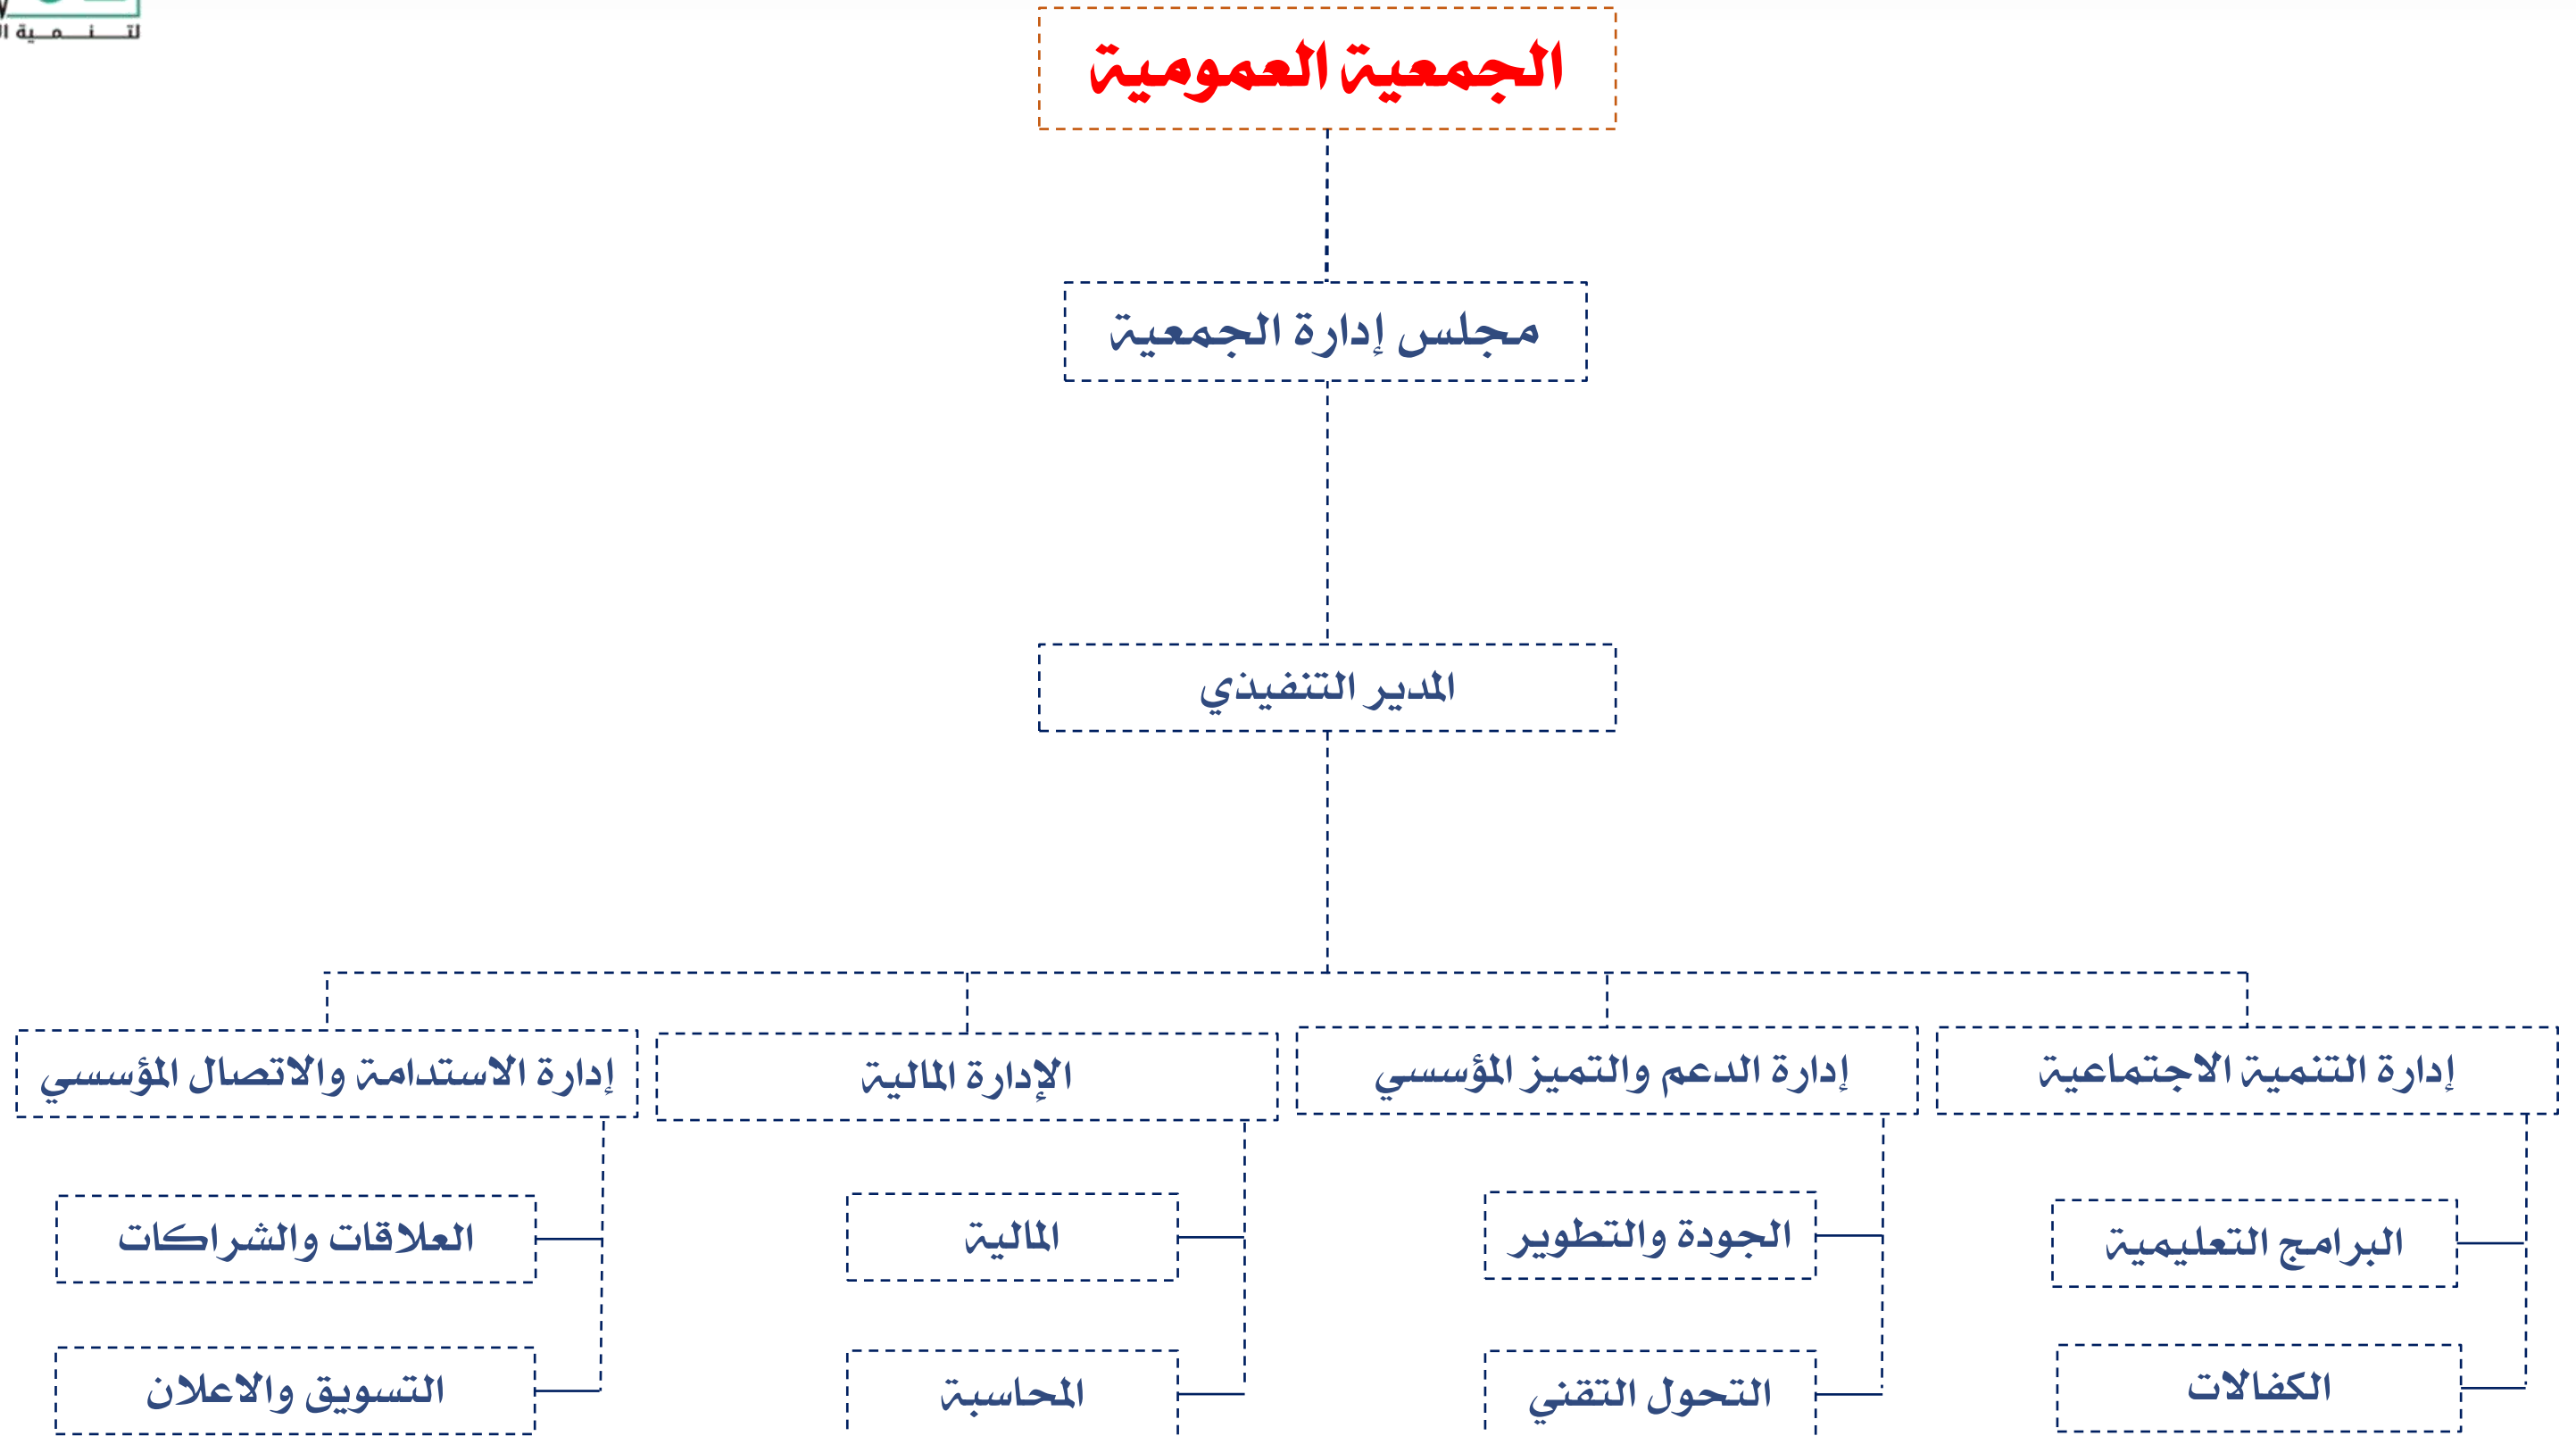 الجمعية العمومية
مجلس إدارة الجمعية
المدير التنفيذي
إدارة التنمية الاجتماعية
إدارة الدعم والتميز المؤسسي
الإدارة المالية
إدارة الاستدامة والاتصال المؤسسي
البرامج التعليمية
الجودة والتطوير
المالية
العلاقات والشراكات
الكفالات
التحول التقني
المحاسبة
التسويق والاعلان